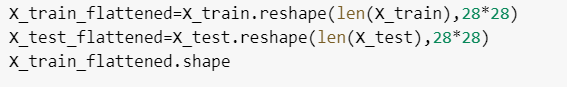 X_train_flattened=X_train.reshape(len(X_train),28*28)
X_test_flattened=X_test.reshape(len(X_test),28*28)
X_train_flattened.shape